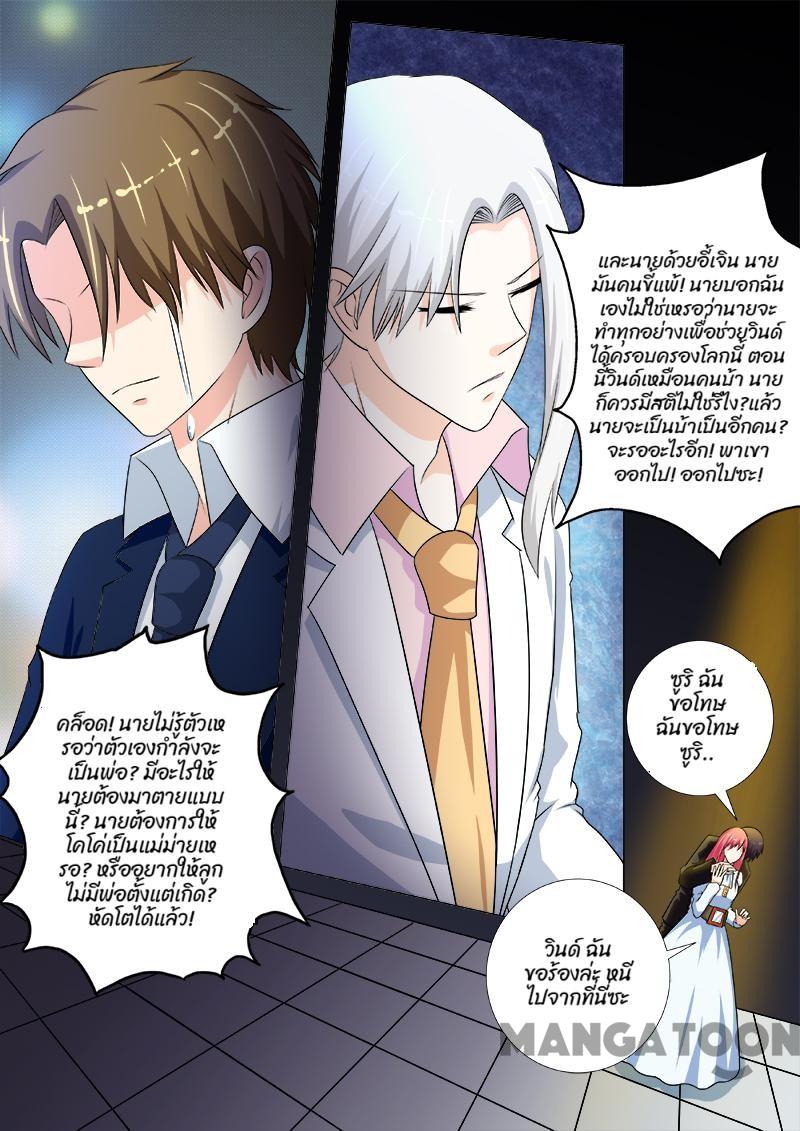 และนายด้วยอี้เจิน นาย
มันคนขี้แพ้! นายบอกฉัน
เองไม่ใช่เหรอว่านายจะ
ทำทุกอย่างเพื่อช่วยวินด์
ได้ครอบครองโลกนี้ ตอน
นี้วินด์เหมือนคนบ้า นาย
ก็ควรมีสติไม่ใช่รึไง?แล้ว
นายจะเป็นบ้าเป็นอีกคน?
จะรออะไรอีก! พาเขา
ออกไป! ออกไปซะ!
คล็อด! นายไม่รู้ตัวเห
รอว่าตัวเองกำลังจะ
เป็นพ่อ? มีอะไรให้
นายต้องมาตายแบบ
นี้? นายต้องการให้
โคโค่เป็นแม่ม่ายเห
รอ? หรืออยากให้ลูก
ไม่มีพ่อตั้งแต่เกิด?
หัดโตได้แล้ว!
ซูริ ฉัน
ขอโทษ
ฉันขอโทษ
ซูริ..
วินด์ ฉัน
ขอร้องล่ะ หนี
ไปจากที่นี่ซะ
MANGATOON